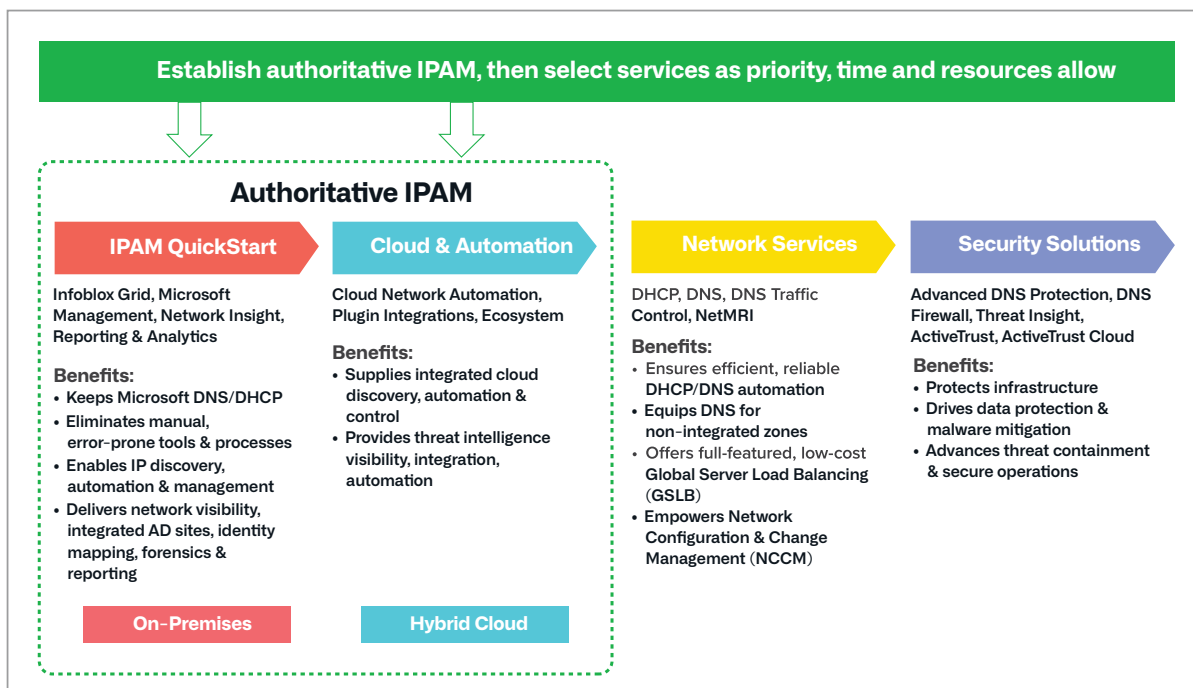 Establish authoritative IPAM, then select services as priority, time and resources allow
Authoritative IPAM
IPAM QuickStart
Infoblox Grid, Microsoft
Management, Network Insight,
Reporting & Analytics
Benefits:
• Keeps Microsoft DNS/DHCP
• Eliminates manual,
error-prone tools & processes
• Enables IP discovery,
automation & management
• Delivers network visibility,
integrated AD sites, identity
mapping, forensics &
reporting
On-Premises
Cloud & Automation
Cloud Network Automation,
Plugin Integrations, Ecosystem
Benefits:
• Supplies integrated cloud
discovery, automation &
control
• Provides threat intelligence
visibility, integration,
automation
Hybrid Cloud
Network Services
DHCP, DNS, DNS Traffic
Control, NetMRI
Benefits:
• Ensures efficient, reliable
DHCP/DNS automation
• Equips DNS for
non-integrated zones
• Offers full-featured, low-cost
Global Server Load Balancing
(GSLB)
• Empowers Network
Configuration & Change
Management (NCCM)
Security Solutions
Advanced DNS Protection, DNS
Firewall, Threat Insight,
ActiveTrust, ActiveTrust Cloud
Benefits:
• Protects infrastructure
• Drives data protection &
malware mitigation
• Advances threat containment
& secure operations